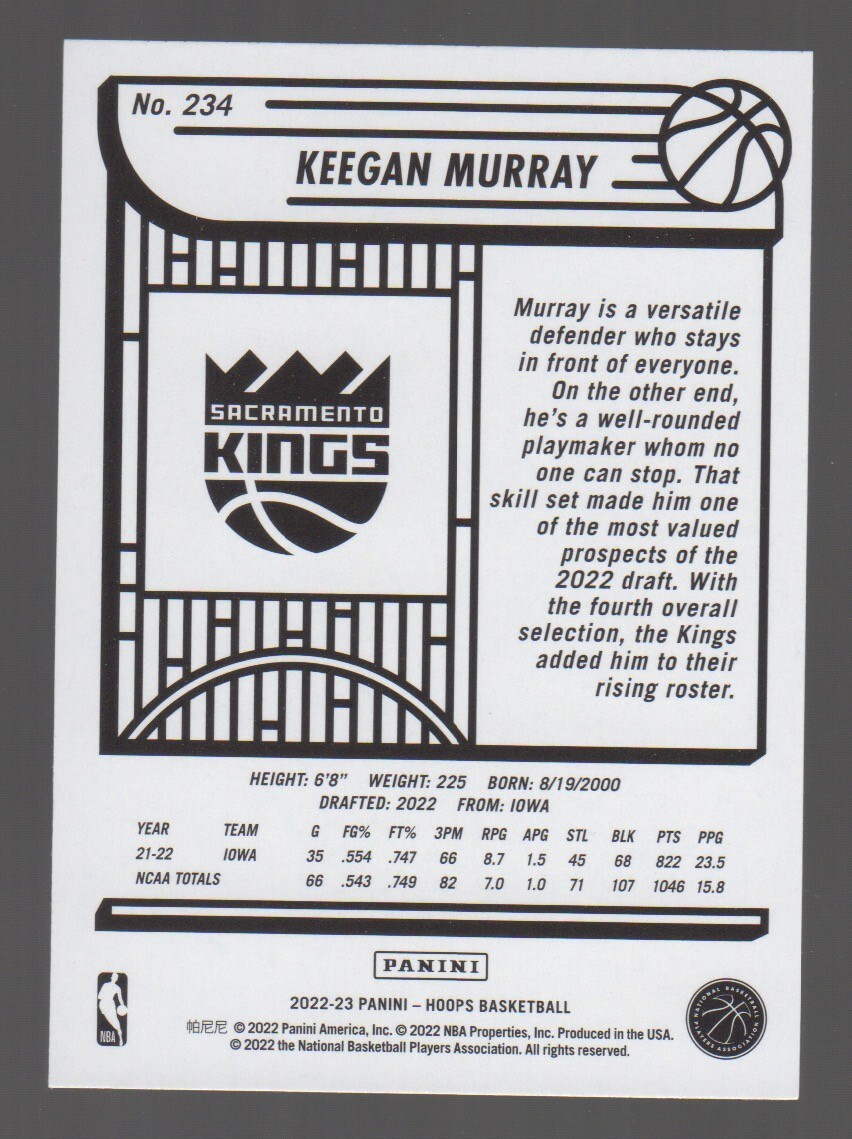 No. 234
KEEGAN MURRAY
SACRAMENTO
KINGS
Murray is a versatile
defender who stays
in front of everyone.
On the other end,
he's a well-rounded
playmaker whom no
one can stop. That
skill set made him one
of the most valued
prospects of the
2022 draft. With
the fourth overall
selection, the Kings
added him to their
rising roster.
HEIGHT: 6'8" WEIGHT: 225 BORN: 8/19/2000
DRAFTED: 2022 FROM: IOWA
YEAR TEAM G FG% FT% 3PM RPG APG STL BLK PTS PPG
21-22 IOWA 35 .554 .747 66 8.7 1.5 45 68 822 23.5
NCAA TOTALS 66 .543 .749 82 7.0 1.0 71 107 1046 15.8
PANINI
2022-23 PANINI – HOOPS BASKETBALL
帕尼尼 © 2022 Panini America, Inc. © 2022 NBA Properties, Inc. Produced in the USA.
© 2022 the National Basketball Players Association. All rights reserved.
NBA
NATIONAL BASKETBALL
PLAYERS ASSOCIATION